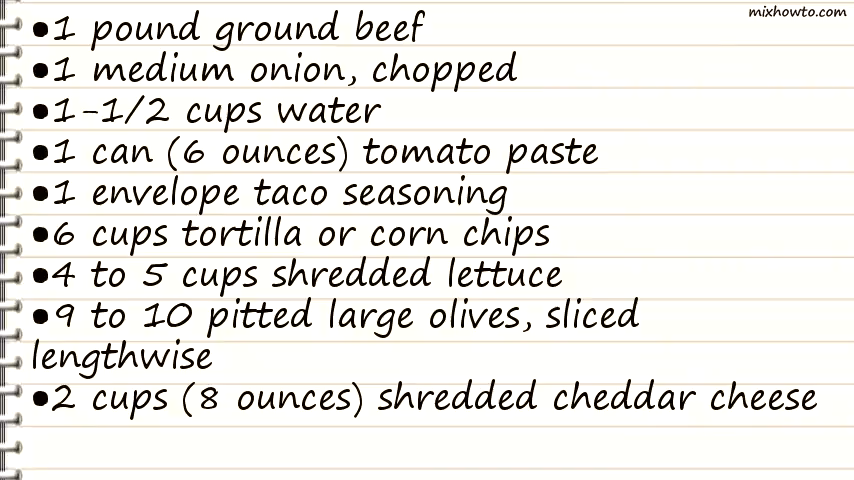 mixhowto.com
•1 pound ground beef
•1 medium onion, chopped
•1-1/2 cups water
•1 can (6 ounces) tomato paste
•1 envelope taco seasoning
•6 cups tortilla or corn chips
•4 to 5 cups shredded lettuce
•9 to 10 pitted large olives, sliced
lengthwise
•2 cups (8 ounces) shredded cheddar cheese